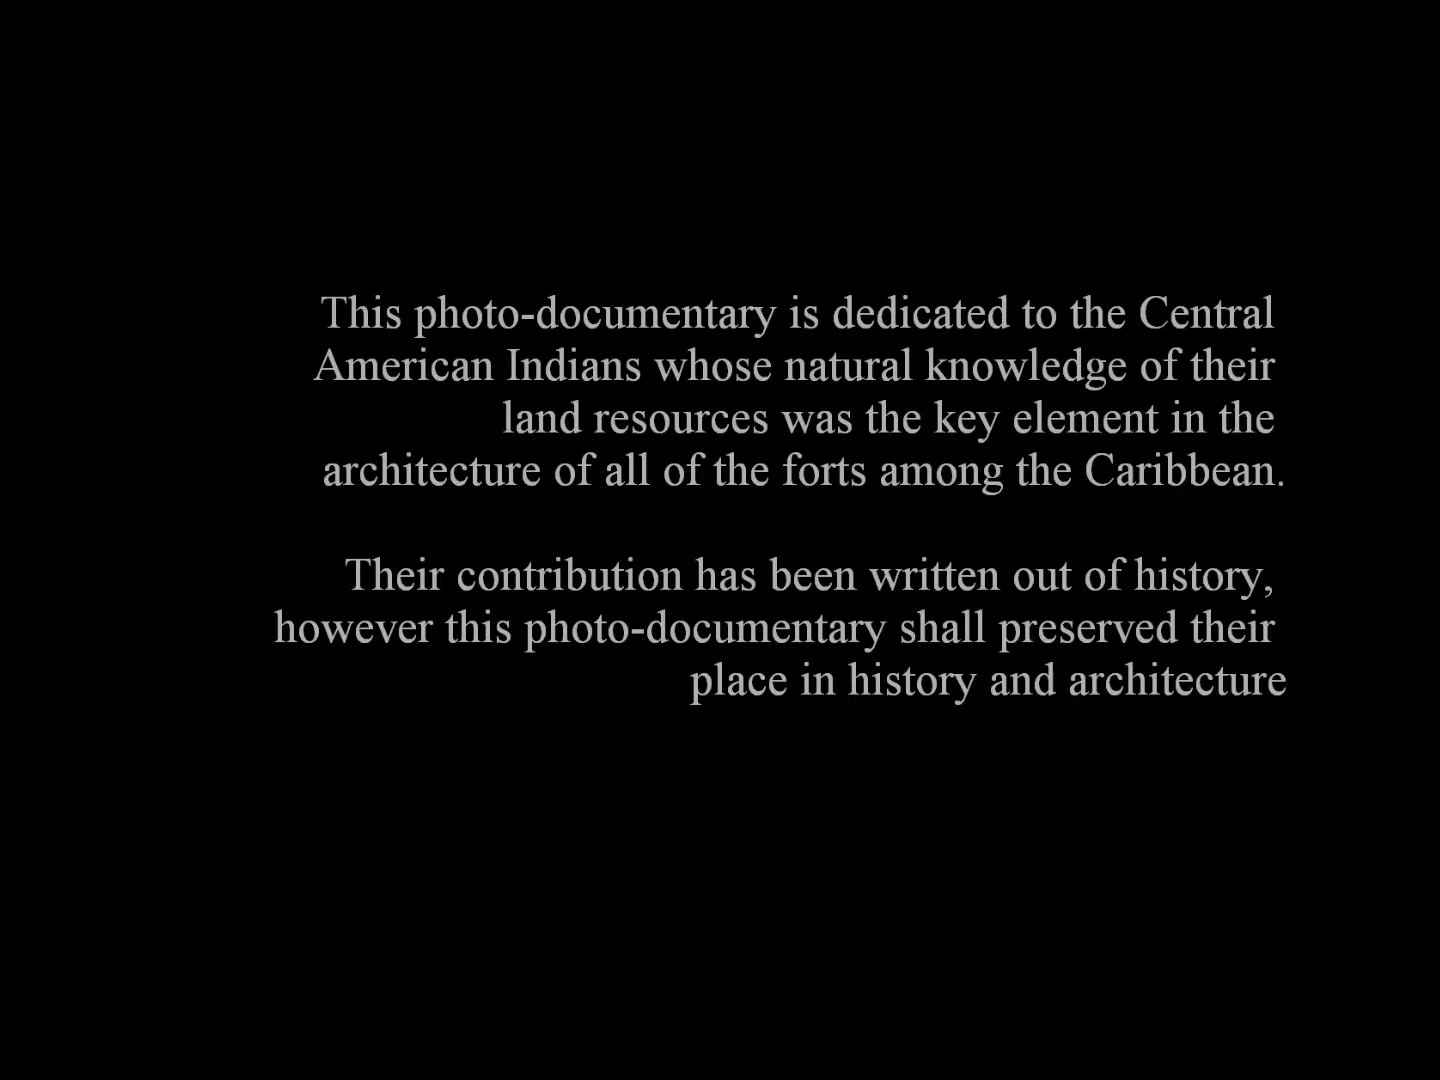 This photo-documentary is dedicated to the Central
American Indians whose natural knowledge of their
land resources was the key element in the
architecture of all of the forts among the Caribbean.
Their contribution has been written out of history,
however this photo-documentary shall preserved their
place in history and architecture